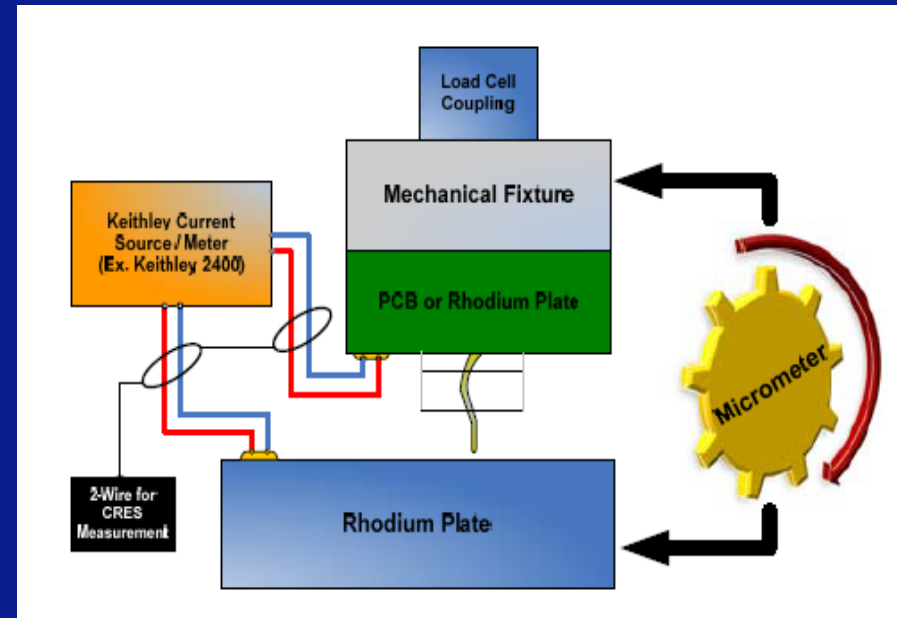 Load Cell
Coupling
Mechanical Fixture
Keithley Current
Source / Meter
(Ex. Keithley 2400)
PCB or Rhodium Plate
Micrometer
2-Wire for
CRES
Measurement
Rhodium Plate